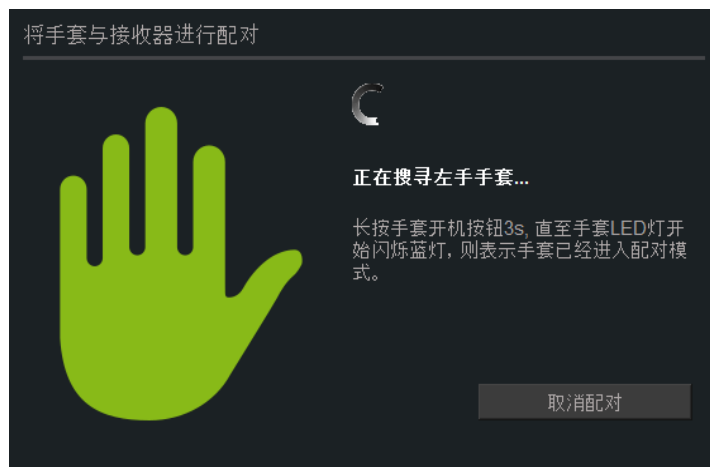 将手套与接收器进行配对
正在搜寻左手手套...
长按手套开机按钮3s, 直至手套LED灯开
始闪烁蓝灯, 则表示手套已经进入配对模
式。
取消配对